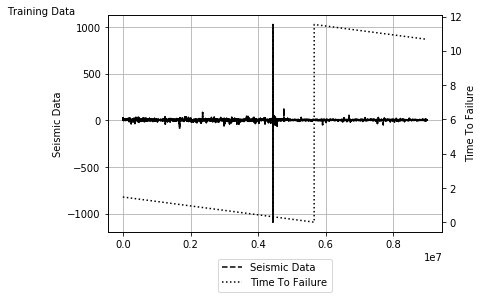 Training Data
1000
500
0
−500
−1000
Seismic Data
12
10
8
6
4
2
0
Time To Failure
0.0 0.2 0.4 0.6 0.8
1e7
Seismic Data
Time To Failure